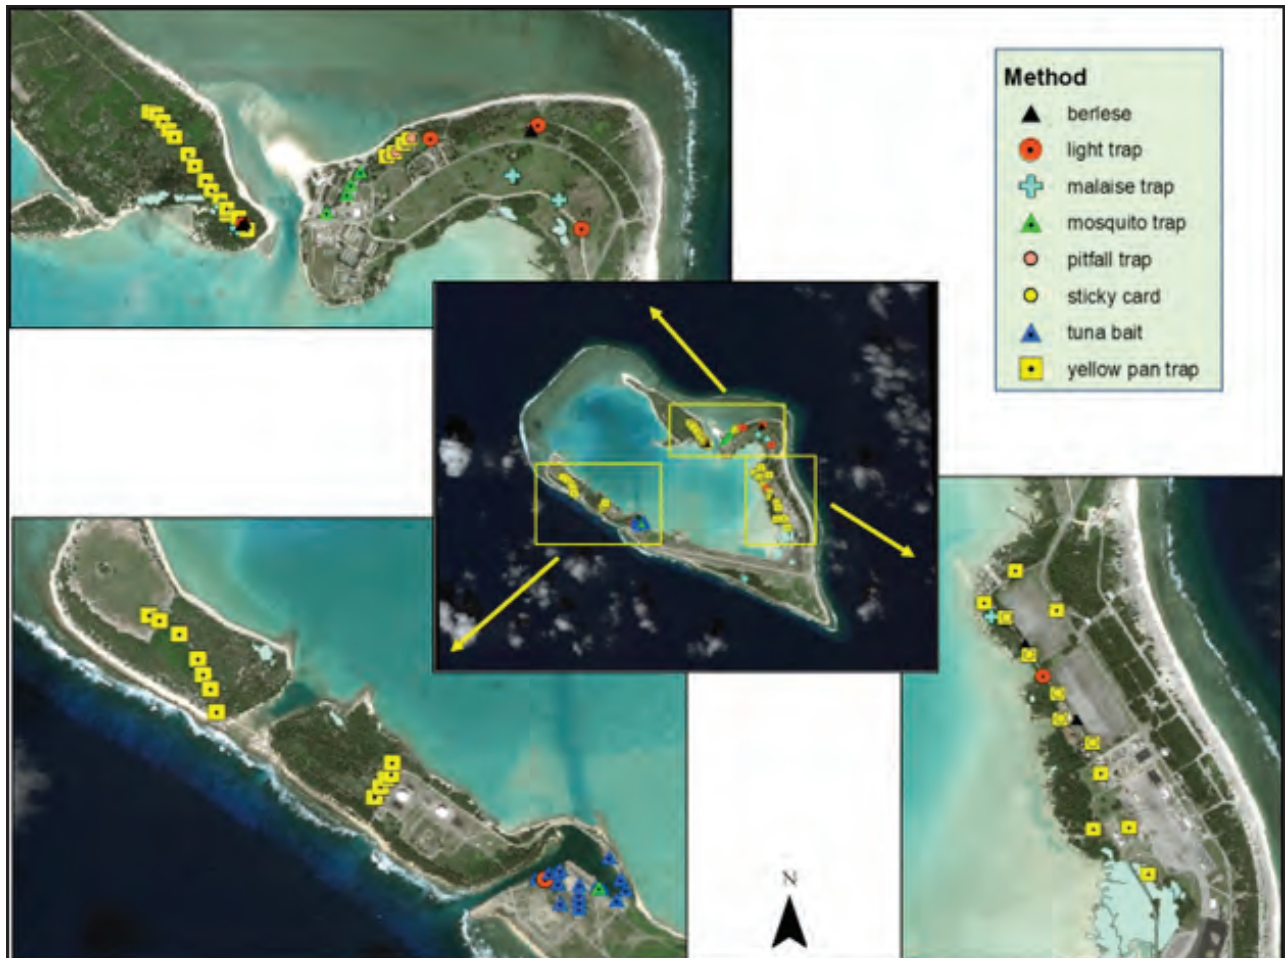 Method
berlese
light trap
malaise trap
mosquito trap
pitfall trap
sticky card
tuna bait
yellow pan trap
N